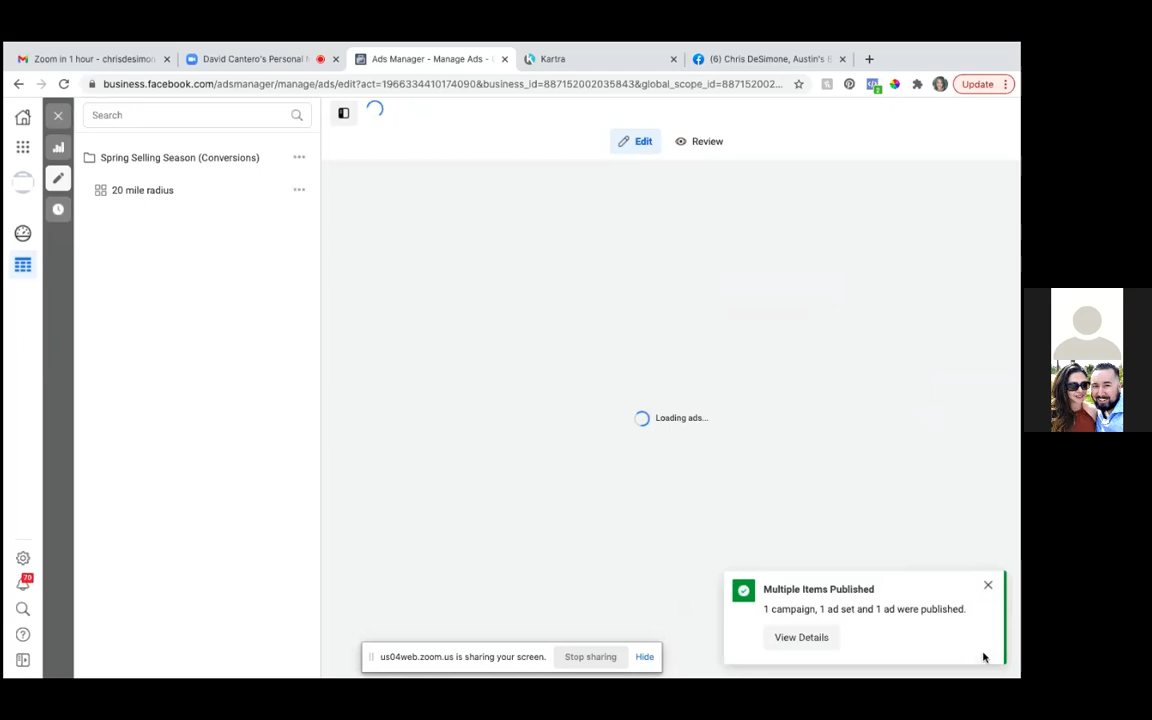 Zoom in 1 hour - chrisdesimon
David Cantero's Personal
Ads Manager - Manage Ads -
Kartra
(6) Chris DeSimone, Austin's
business.facebook.com/adsmanager/manage/ads/edit?act=1966334410174090&business_id=887152002035843&global_scope_id=8871520027...
Update
Search
Edit
Review
Spring Selling Season (Conversions)
20 mile radius
Loading ads...
Multiple Items Published
1 campaign, 1 ad set and 1 ad were published.
View Details
70
us04web.zoom.us is sharing your screen.
Stop sharing
Hide